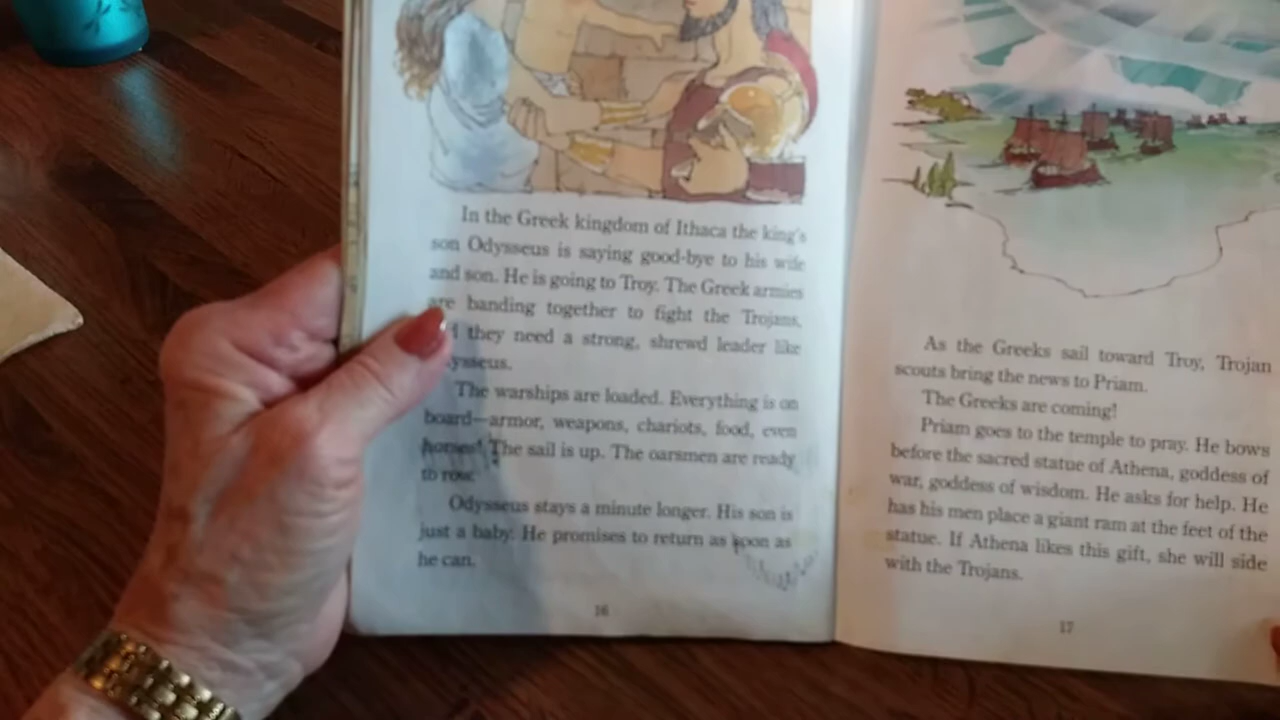 In the Greek kingdom of Ithaca the king's
son Odysseus is saying good-bye to his wife
and son. He is going to Troy. The Greek armies
are banding together to fight the Trojans,
they need a strong, shrewd leader like
ysseus.
The warships are loaded. Everything is on
board—armor, weapons, chariots, food, even
horses! The sail is up. The oarsmen are ready
to row.
Odysseus stays a minute longer. His son is
just a baby. He promises to return as soon as
he can.
16
As the Greeks sail toward Troy, Trojan
scouts bring the news to Priam.
The Greeks are coming!
Priam goes to the temple to pray. He bows
before the sacred statue of Athena, goddess of
war, goddess of wisdom. He asks for help. He
has his men place a giant ram at the feet of the
statue. If Athena likes this gift, she will side
with the Trojans.
17